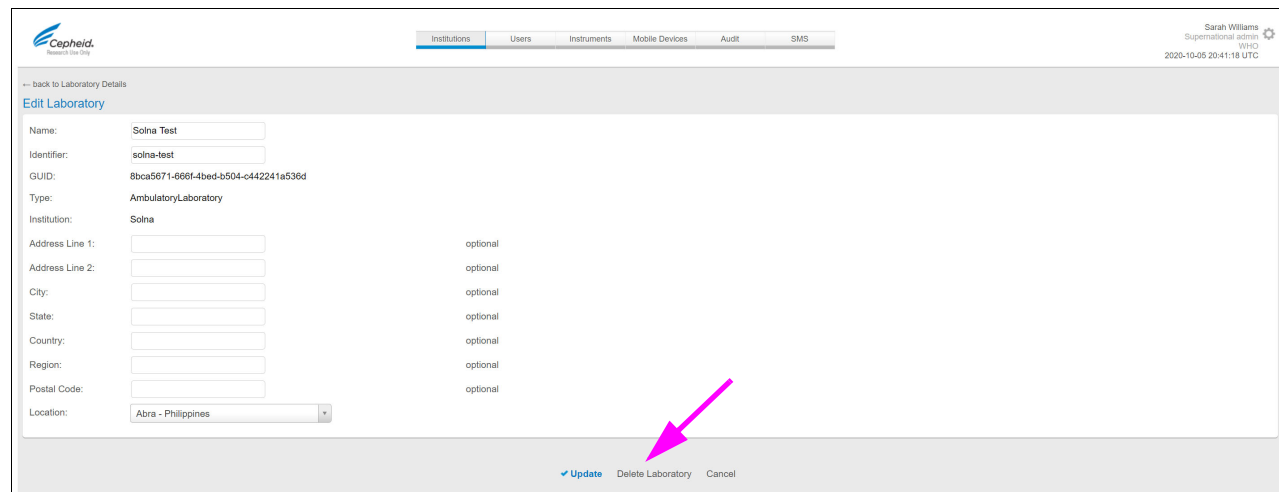 Cepheid.
Research Use Only
Institutions Users Instruments Mobile Devices Audit SMS
Sarah Williams
Supernational admin
WHO
2020-10-05 20:41:18 UTC
← back to Laboratory Details
Edit Laboratory
Name: Solna Test
Identifier: solna-test
GUID: 8bca5671-666f-4bed-b504-c442241a536d
Type: AmbulatoryLaboratory
Institution: Solna
Address Line 1: optional
Address Line 2: optional
City: optional
State: optional
Country: optional
Region: optional
Postal Code: optional
Location: Abra - Philippines
✔ Update Delete Laboratory Cancel